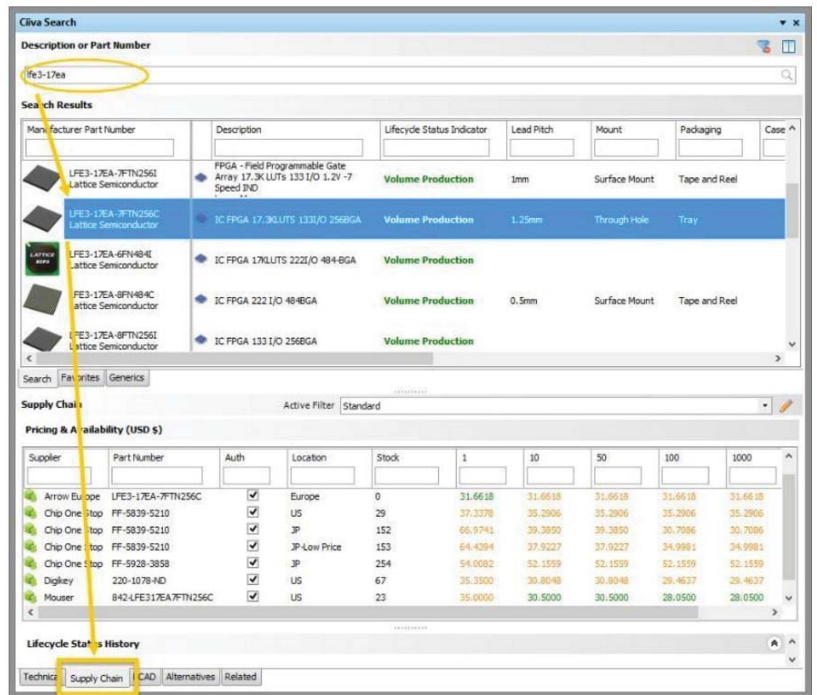 Ciiva Search
Description or Part Number
lfe3-17ea
Search Results
Manufacturer Part Number Description Lifecycle Status Indicator Lead Pitch Mount Packaging Case
LFE3-17EA-7FTN256I
Lattice Semiconductor
FPGA - Field Programmable Gate
Array 17.3K LUTs 133 I/O 1.2V -7
Speed IND
Volume Production 1mm Surface Mount Tape and Reel
LFE3-17EA-7FTN256C
Lattice Semiconductor
IC FPGA 17.3KLUTS 133I/O 256BGA Volume Production 1.25mm Through Hole Tray
LATTICE
LFE3-17EA-6FN484I
Lattice Semiconductor
IC FPGA 17KLUTS 222I/O 484-BGA Volume Production
LFE3-17EA-8FN484C
Lattice Semiconductor
IC FPGA 222 I/O 484BGA Volume Production 0.5mm Surface Mount Tape and Reel
LFE3-17EA-8FTN256I
Lattice Semiconductor
IC FPGA 133 I/O 256BGA Volume Production
Search Favorites Generics
Supply Chain Active Filter Standard
Pricing & Availability (USD $)
Supplier Part Number Auth Location Stock 1 10 50 100 1000
Arrow Europe LFE3-17EA-7FTN256C Europe 0 31.6618 31.6618 31.6618 31.6618 31.6618
Chip One Stop FF-5839-5210 US 29 37.3378 35.2906 35.2906 35.2906 35.2906
Chip One Stop FF-5839-5210 JP 152 66.9741 39.3850 39.3850 30.7086 30.7086
Chip One Stop FF-5839-5210 JP-Low Price 153 64.4394 37.9227 37.9227 34.9981 34.9981
Chip One Stop FF-5928-3858 JP 254 54.0082 52.1559 52.1559 52.1559 52.1559
Digikey 220-1078-ND US 67 35.3500 30.8048 30.8048 29.4637 29.4637
Mouser 842-LFE317EA7FTN256C US 23 35.0000 30.5000 30.5000 28.0500 28.0500
Lifecycle Status History
Technical Supply Chain ECAD Alternatives Related